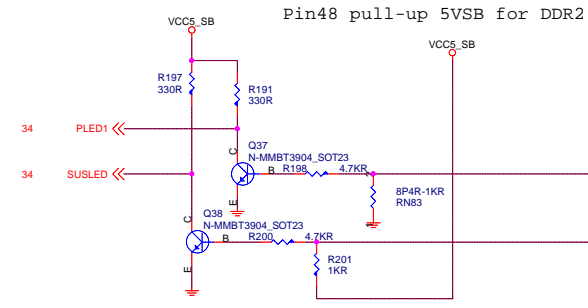 Pin48 pull-up 5VSB for DDR2
VCC5_SB
VCC5_SB
R197
330R
R191
330R
34 PLED1
Q37
N-MMBT3904_SOT23
C
B
E
R198 4.7KR
34 SUSLED
8P4R-1KR
RN83
Q38
N-MMBT3904_SOT23
C
B
E
R200 4.7KR
R201
1KR